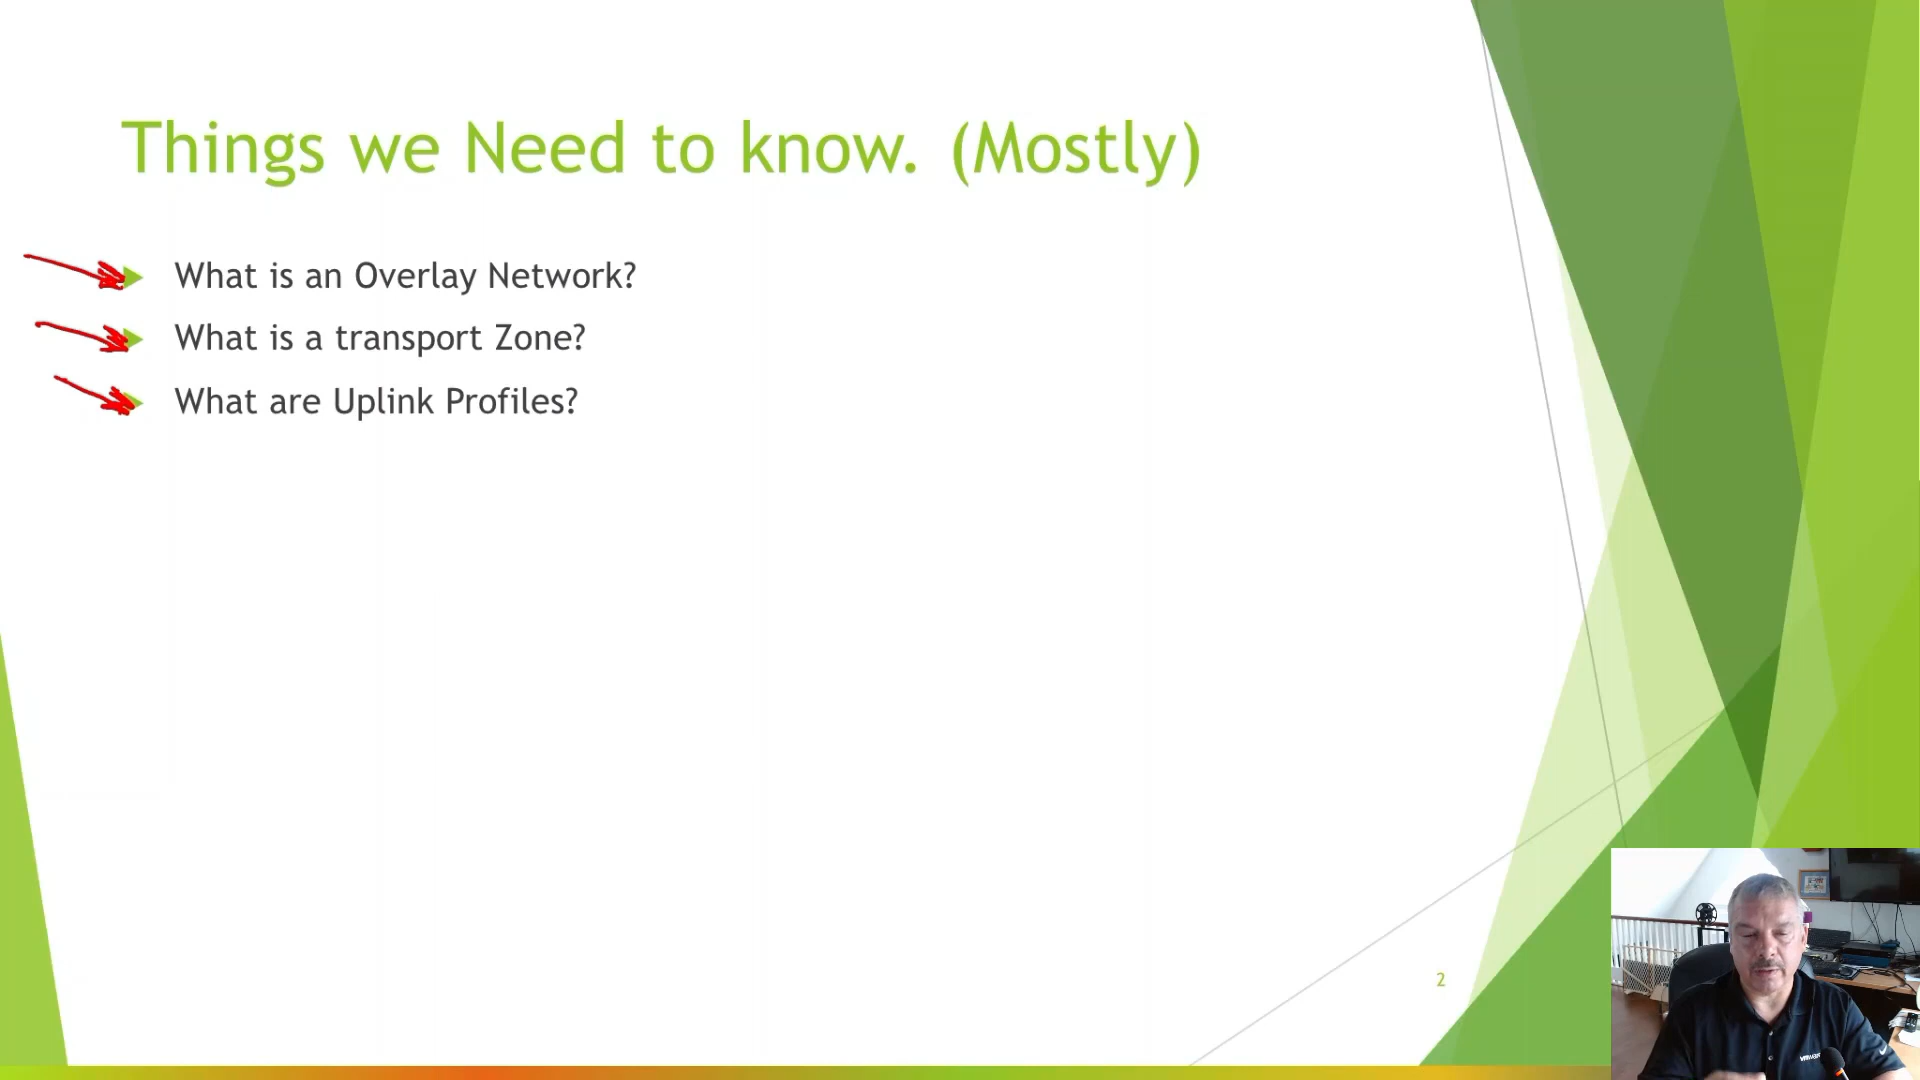 Things we Need to know. (Mostly)
What is an Overlay Network?
What is a transport Zone?
What are Uplink Profiles?
2